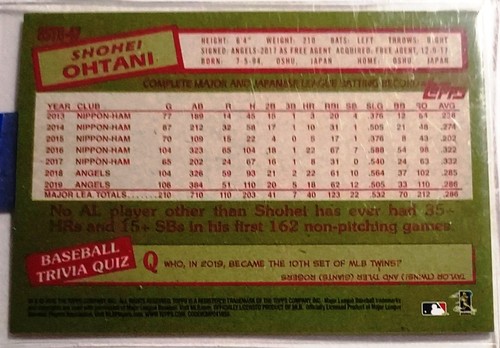 85TB-47
SHOHEI
OHTANI
HEIGHT: 6'4" WEIGHT: 210 BATS: LEFT THROWS: RIGHT
SIGNED: ANGELS-2017 AS FREE AGENT ACQUIRED: FREE AGENT, 12-9-17
BORN: 7-5-94, OSHU, JAPAN HOME: OSHU, JAPAN
COMPLETE MAJOR AND JAPANESE LEAGUE BATTING RECORD
TOPPS
YEAR CLUB G AB R H 2B 3B HR RBI SB SLG BB SO AVG
2013 NIPPON-HAM 77 189 14 45 15 1 3 20 4 .376 12 64 .238
2014 NIPPON-HAM 87 212 32 58 17 1 10 31 1 .505 21 48 .274
2015 NIPPON-HAM 70 109 15 22 4 0 5 17 1 .376 8 43 .202
2016 NIPPON-HAM 104 323 65 104 18 1 22 67 7 .588 54 98 .322
2017 NIPPON-HAM 65 202 24 67 16 1 8 31 0 .540 24 63 .332
2018 ANGELS 104 326 59 93 21 2 22 61 10 .564 37 102 .285
2019 ANGELS 106 384 51 110 20 5 18 62 12 .505 33 110 .286
MAJOR LEA. TOTALS 210 710 110 203 41 7 40 123 22 .532 70 212 .286
No AL player other than Shohei has ever had 35+
HRs and 15+ SBs in his first 162 non-pitching games.
BASEBALL
TRIVIA QUIZ
Q WHO, IN 2019, BECAME THE 10TH SET OF MLB TWINS?
TAYLOR (TWINS) AND TYLER (GIANTS) ROGERS